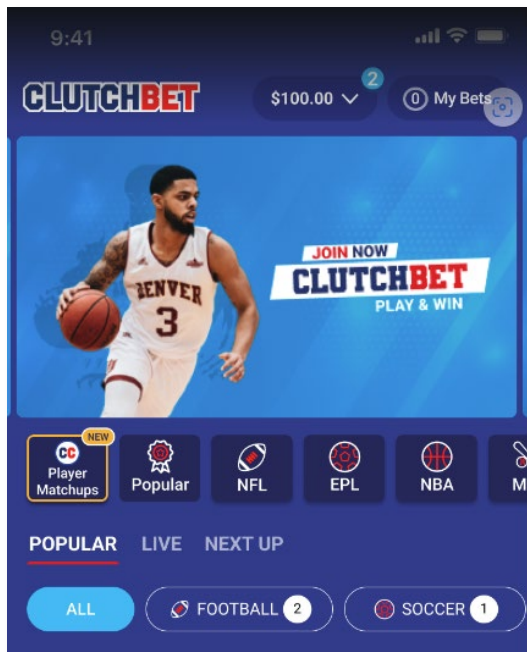 9:41
CLUTCHBET
$100.00
2
0 My Bets
JOIN NOW
CLUTCHBET
PLAY & WIN
DENVER
3
NEW
CC
Player
Matchups
Popular
NFL
EPL
NBA
M
POPULAR LIVE NEXT UP
ALL
FOOTBALL 2
SOCCER 1